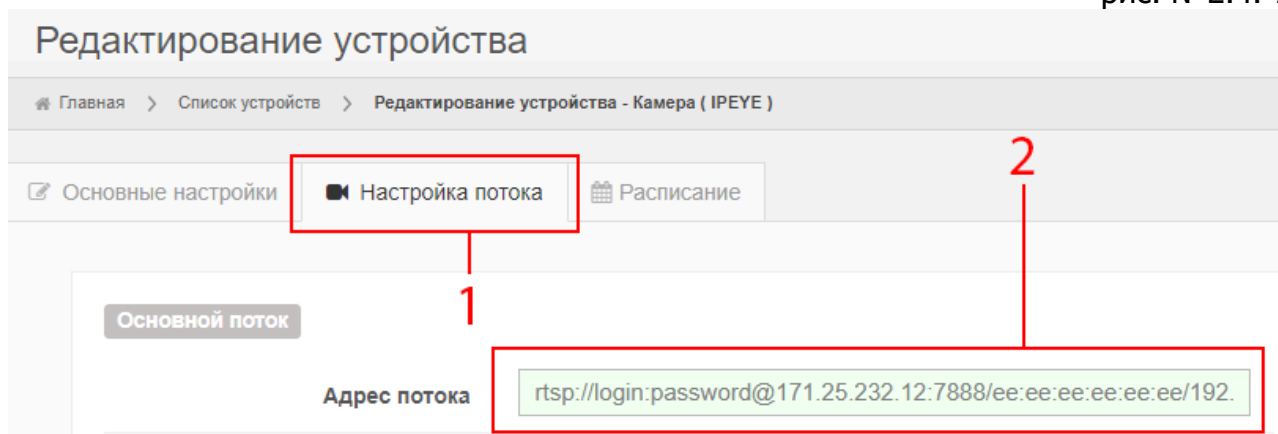 Редактирование устройства
Главная > Список устройств > Редактирование устройства - Камера ( IPEYE )
2
Основные настройки Настройка потока Расписание
1
Основной поток
Адрес потока rtsp://login:password@171.25.232.12:7888/ee:ee:ee:ee:ee:ee/192.